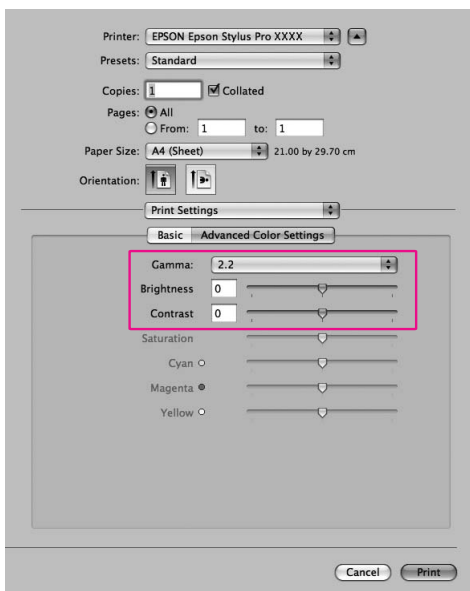 Printer: EPSON Epson Stylus Pro XXXX
Presets: Standard
Copies: 1 Collated
Pages: All
From: 1 to: 1
Paper Size: A4 (Sheet) 21.00 by 29.70 cm
Orientation:
Print Settings
Basic Advanced Color Settings
Gamma: 2.2
Brightness 0
Contrast 0
Saturation
Cyan
Magenta
Yellow
Cancel Print